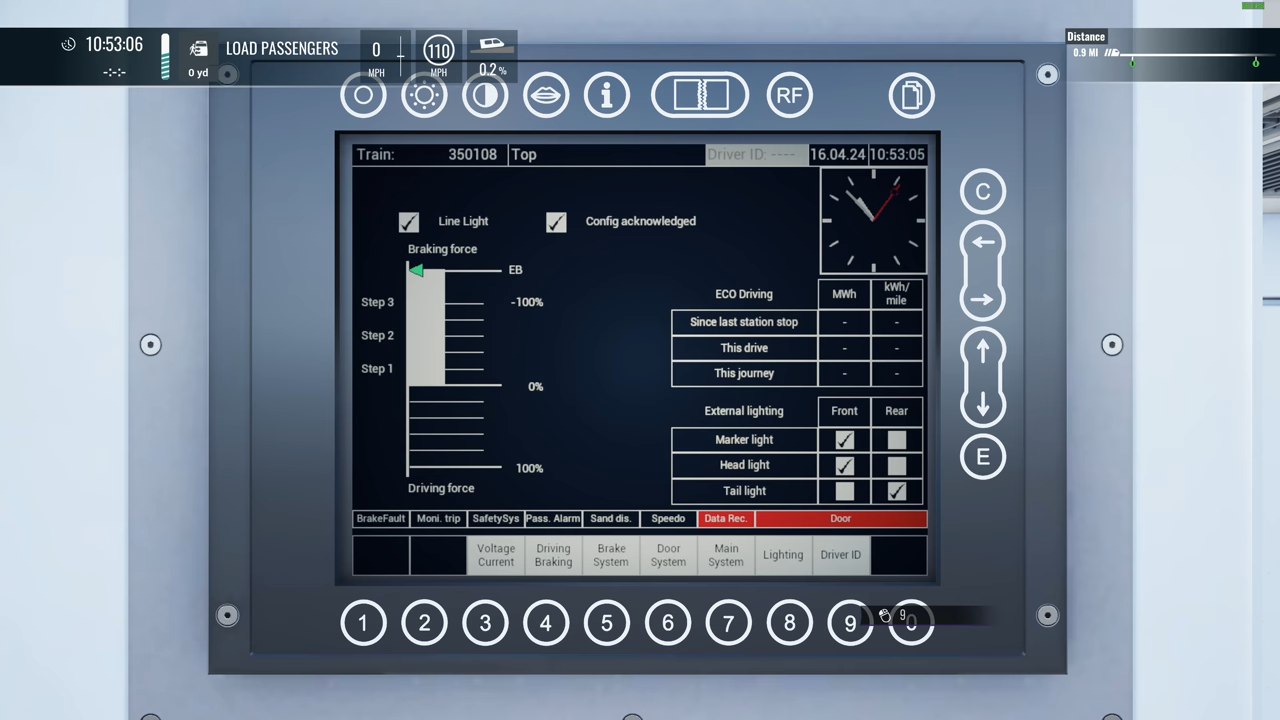 10:53:06
--:--:--
0 yd
LOAD PASSENGERS
0
MPH
110
MPH
0.2 %
Distance
0.9 MI
i
RF
Train: 350108 Top Driver ID: ---- 16.04.24 10:53:05
Line Light Config acknowledged
Braking force
EB
Step 3 -100%
Step 2
Step 1
0%
100%
Driving force
ECO Driving MWh kWh/
mile
Since last station stop - -
This drive - -
This journey - -
External lighting Front Rear
Marker light
Head light
Tail light
BrakeFault Moni. trip SafetySys Pass. Alarm Sand dis. Speedo Data Rec. Door
Voltage Driving Brake Door Main Lighting Driver ID
Current Braking System System System
C
E
1 2 3 4 5 6 7 8 9 0
9